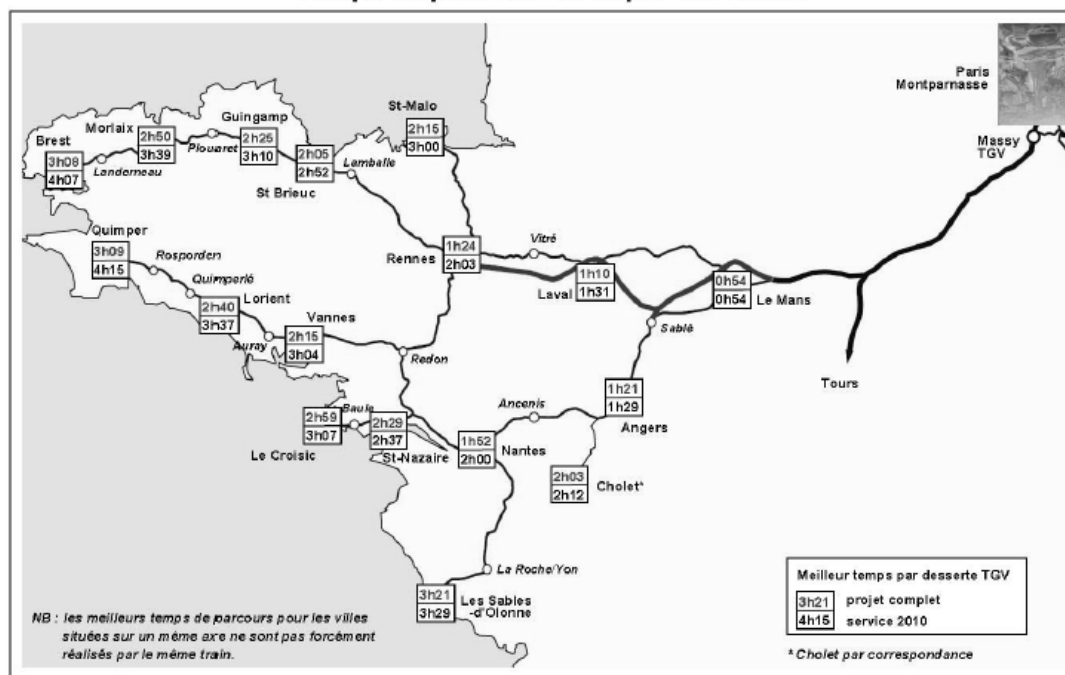 Paris
Montparnasse
Massy
TGV
St-Malo
2h15
3h00
Guingamp
2h25
3h10
Morlaix
2h50
3h39
Plouaret
Brest
3h08
4h07
Landerneau
2h05
2h52
St Brieuc
Lamballe
Quimper
3h09
4h15
Rosporden
Quimperlé
Lorient
2h40
3h37
Auray
Vannes
2h15
3h04
Rennes
1h24
2h03
Vitré
Laval
1h10
1h31
0h54
0h54
Le Mans
Sablé
Redon
Tours
1h21
1h29
Angers
Ancenis
Baule
2h59
3h07
Le Croisic
2h29
2h37
St-Nazaire
1h52
2h00
Nantes
2h03
2h12
Cholet*
La Roche/Yon
3h21
3h29
Les Sables
-d'Olonne
NB : les meilleurs temps de parcours pour les villes
situées sur un même axe ne sont pas forcément
réalisés par le même train.
Meilleur temps par desserte TGV
3h21 projet complet
4h15 service 2010
* Cholet par correspondance